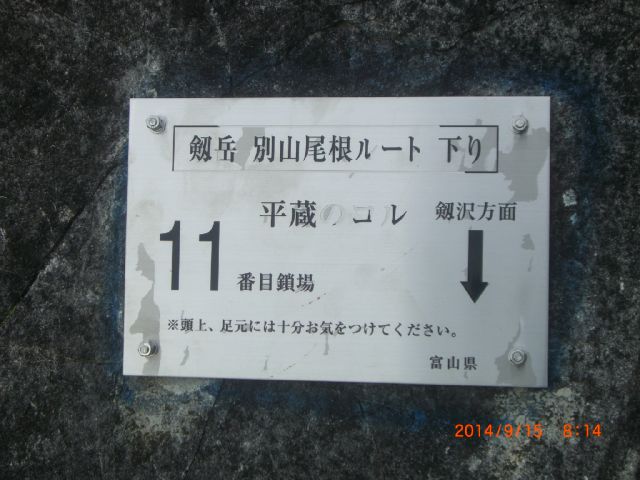 剱岳 別山尾根ルート 下り
平蔵のコル 剱沢方面
11番目鎖場
↓
※頭上、足元には十分お気をつけてください。
富山県
2014/9/15 8:14